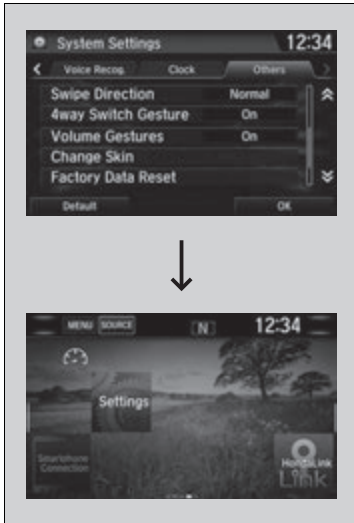 System Settings 12:34
Voice Recog. Clock Others
Swipe Direction Normal
4way Switch Gesture On
Volume Gestures On
Change Skin
Factory Data Reset
Default OK
MENU SOURCE N 12:34
Settings
Smartphone
Connection
HondaLink
Link